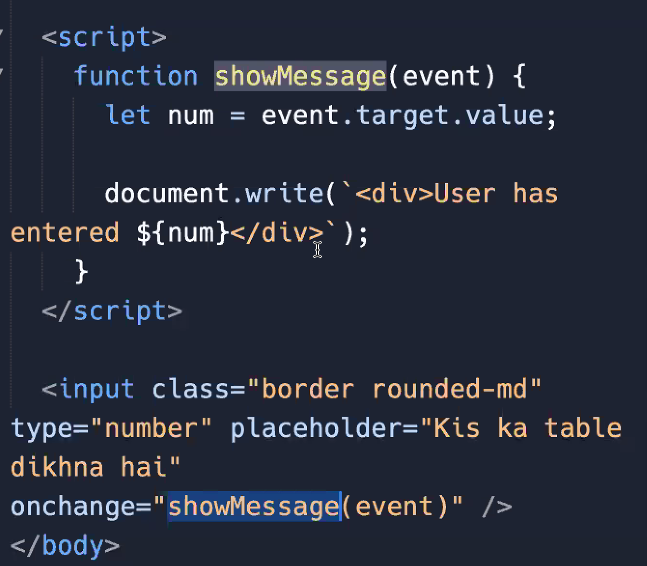 <script>
function showMessage(event) {
let num = event.target.value;
document.write(`<div>User has
entered ${num}</div>`);
}
</script>
<input class="border rounded-md"
type="number" placeholder="Kis ka table
dikhna hai"
onchange="showMessage(event)" />
</body>